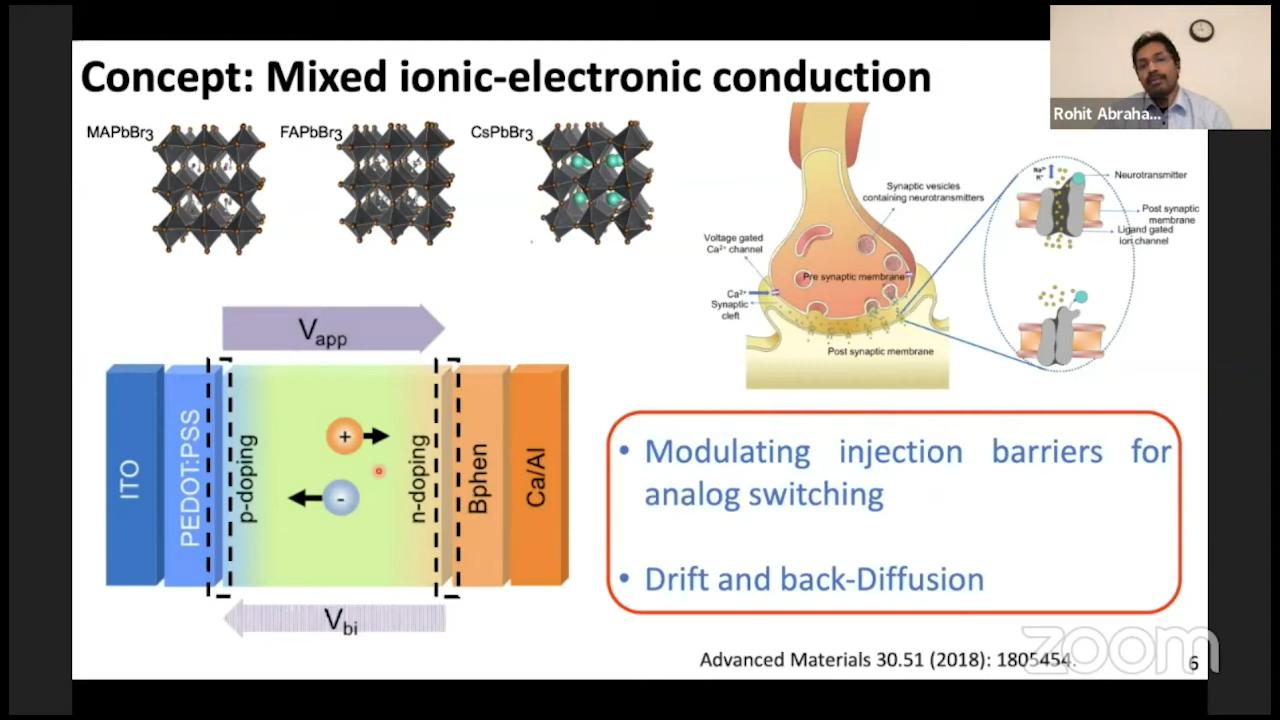 Concept: Mixed ionic-electronic conduction
Rohit Abraha...
MAPbBr3
FAPbBr3
CsPbBr3
Synaptic vesicles
containing neurotransmitters
Voltage gated
Ca2+ channel
Pre synaptic membrane
Ca2+
Synaptic
cleft
Post synaptic membrane
Na+
K+
Neurotransmitter
Post synaptic
membrane
Ligand gated
ion channel
Vapp
ITO
PEDOT:PSS
p-doping
+
-
n-doping
Bphen
Ca/Al
Vbi
• Modulating injection barriers for
analog switching
• Drift and back-Diffusion
Advanced Materials 30.51 (2018): 1805454.
6
zoom